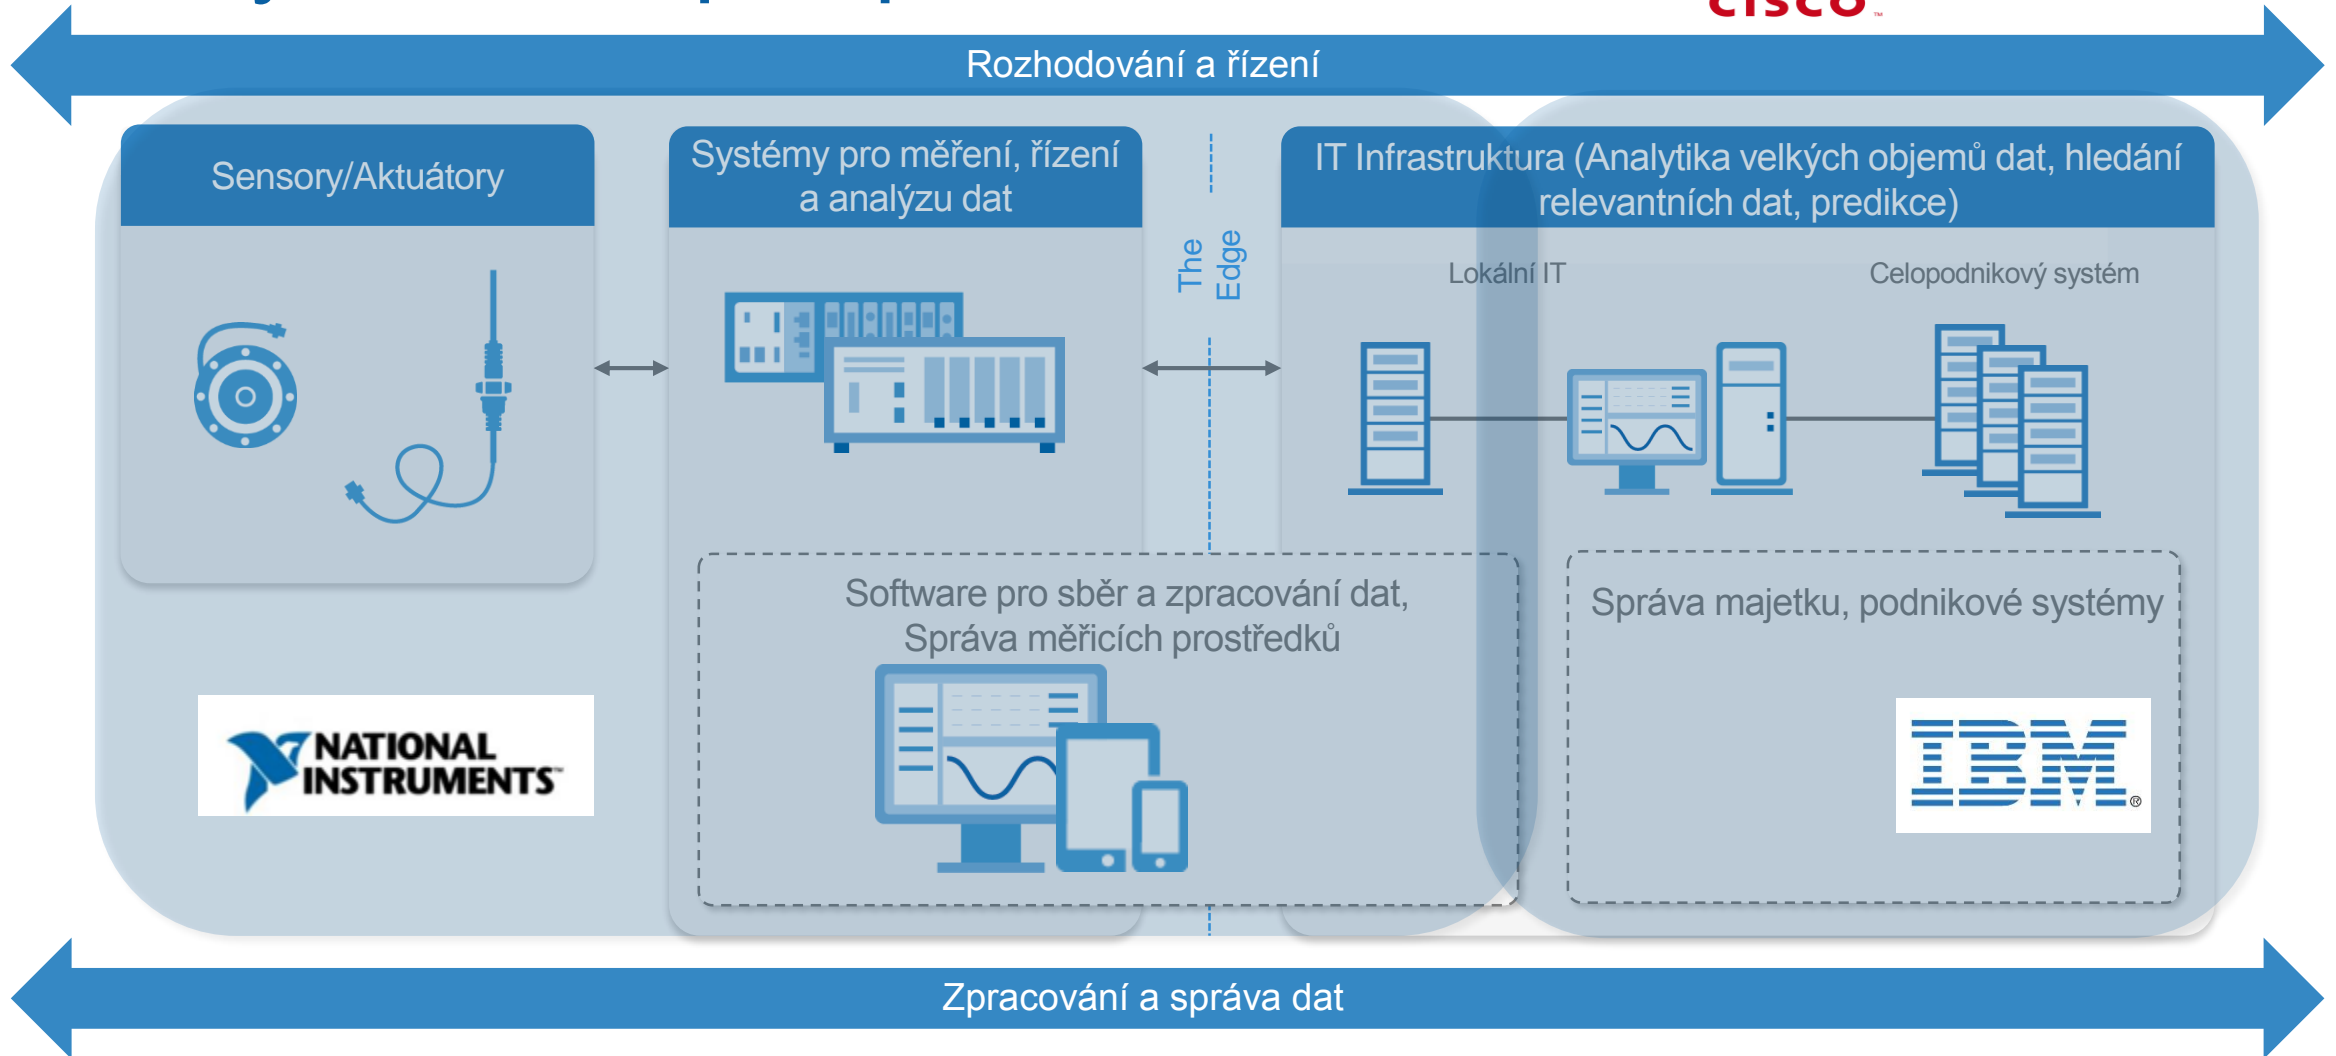 cisco
Rozhodování a řízení
Sensory/Aktuátory
Systémy pro měření, řízení
a analýzu dat
The
Edge
IT Infrastruktura (Analytika velkých objemů dat, hledání
relevantních dat, predikce)
Lokální IT
Celopodnikový systém
Software pro sběr a zpracování dat,
Správa měřicích prostředků
Správa majetku, podnikové systémy
NATIONAL
INSTRUMENTS™
IBM®
Zpracování a správa dat